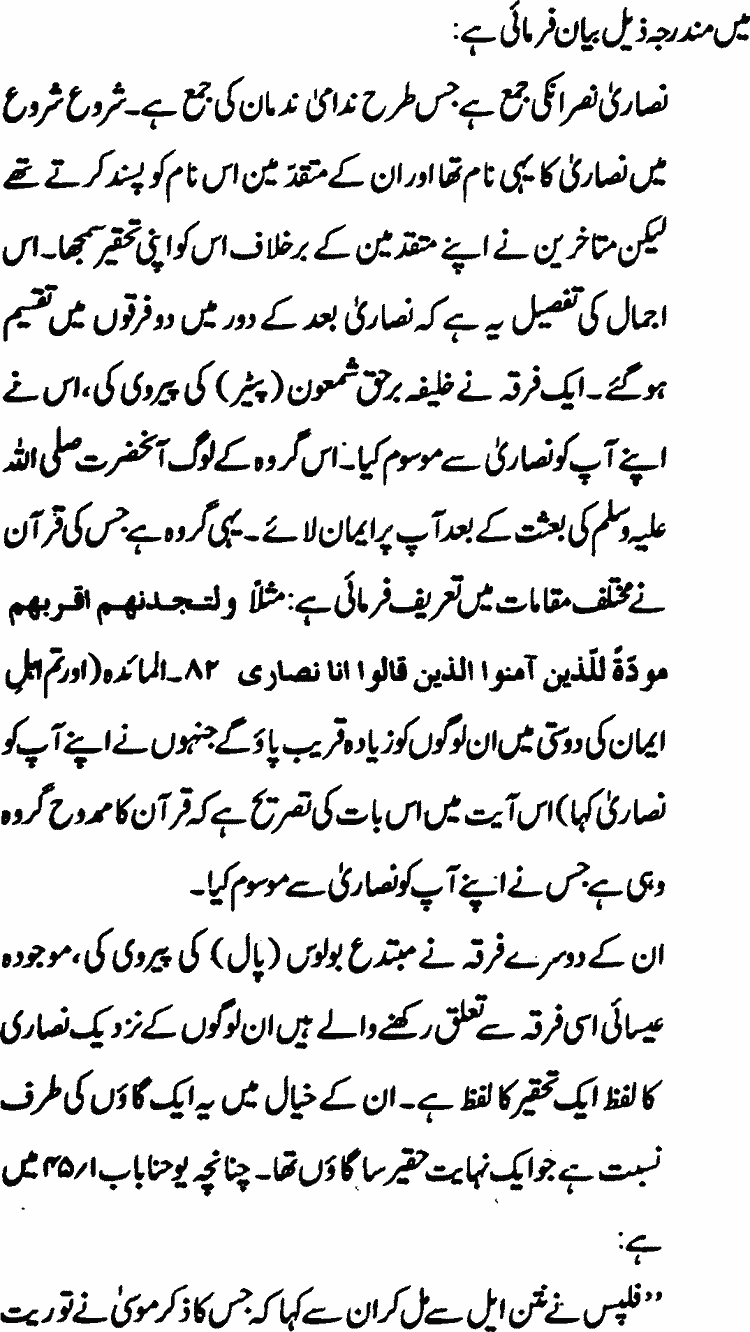 میں مندرجہ ذیل بیان فرمائی ہے:
نصاریٰ نصرانکی جمع ہے جس طرح ندامیٰ ندمان کی جمع ہے۔ شروع شروع
میں نصاریٰ کا یہی نام تھا اور ان کے متقدّ مین اس نام کو پسند کرتے تھے
لیکن متاخرین نے اپنے متقدمین کے برخلاف اس کو اپنی تحقیر سمجھا۔ اس
اجمال کی تفصیل یہ ہے کہ نصاریٰ بعد کے دور میں دو فرقوں میں تقسیم
ہو گئے۔ ایک فرقہ نے خلیفہ برحق شمعون (پیٹر) کی پیروی کی، اس نے
اپنے آپ کو نصاریٰ سے موسوم کیا۔ اس گروہ کے لوگ آنحضرت صلی اللہ
علیہ وسلم کی بعثت کے بعد آپ پر ایمان لائے۔ یہی گروہ ہے جس کی قرآن
نے مختلف مقامات میں تعریف فرمائی ہے: مثلاً ولتجدنھم اقربھم
مودّۃً للّذین آمنوا الذین قالوا انا نصاری ۸۲۔المائدہ (اور تم اہلِ
ایمان کی دوستی میں ان لوگوں کو زیادہ قریب پاؤ گے جنہوں نے اپنے آپ کو
نصاریٰ کہا) اس آیت میں اس بات کی تصریح ہے کہ قرآن کا ممدوح گروہ
وہی ہے جس نے اپنے آپ کو نصاریٰ سے موسوم کیا۔
ان کے دوسرے فرقہ نے مبتدع بولوس (پال) کی پیروی کی، موجودہ
عیسائی اسی فرقہ سے تعلق رکھنے والے ہیں ان لوگوں کے نزدیک نصاری
کا لفظ ایک تحقیر کا لفظ ہے۔ ان کے خیال میں یہ ایک گاؤں کی طرف
نسبت ہے جو ایک نہایت حقیر سا گاؤں تھا۔ چنانچہ یوحنا باب ۱؍۴۵ میں
ہے:
”فلپس نے نتن ایل سے مل کر ان سے کہا کہ جس کا ذکر موسیٰ نے توریت